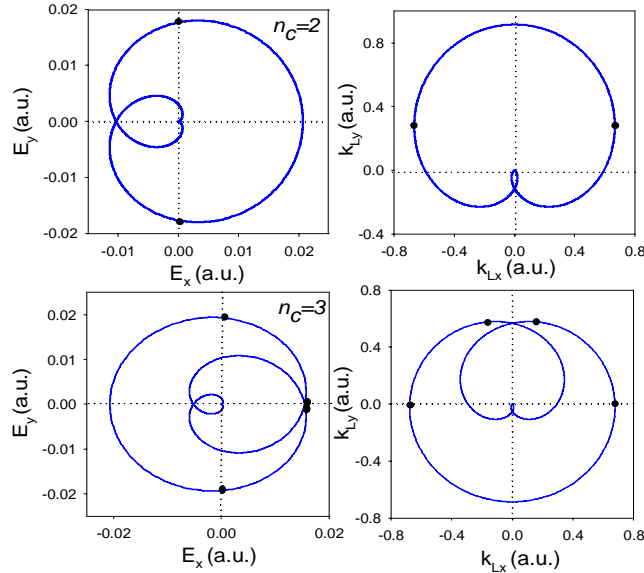 0.02
0.01
0.00
-0.01
-0.02
E_y (a.u.)
n_c=2
-0.01 0.00 0.01 0.02
E_x (a.u.)
0.8
0.4
0.0
-0.4
k_Ly (a.u.)
-0.8 -0.4 0.0 0.4 0.8
k_Lx (a.u.)
0.02
0.01
0.00
-0.01
-0.02
E_y (a.u.)
n_c=3
-0.02 0.00 0.02
E_x (a.u.)
0.8
0.4
0.0
-0.4
-0.8
k_Ly (a.u.)
-0.8 -0.4 0.0 0.4 0.8
k_Lx (a.u.)